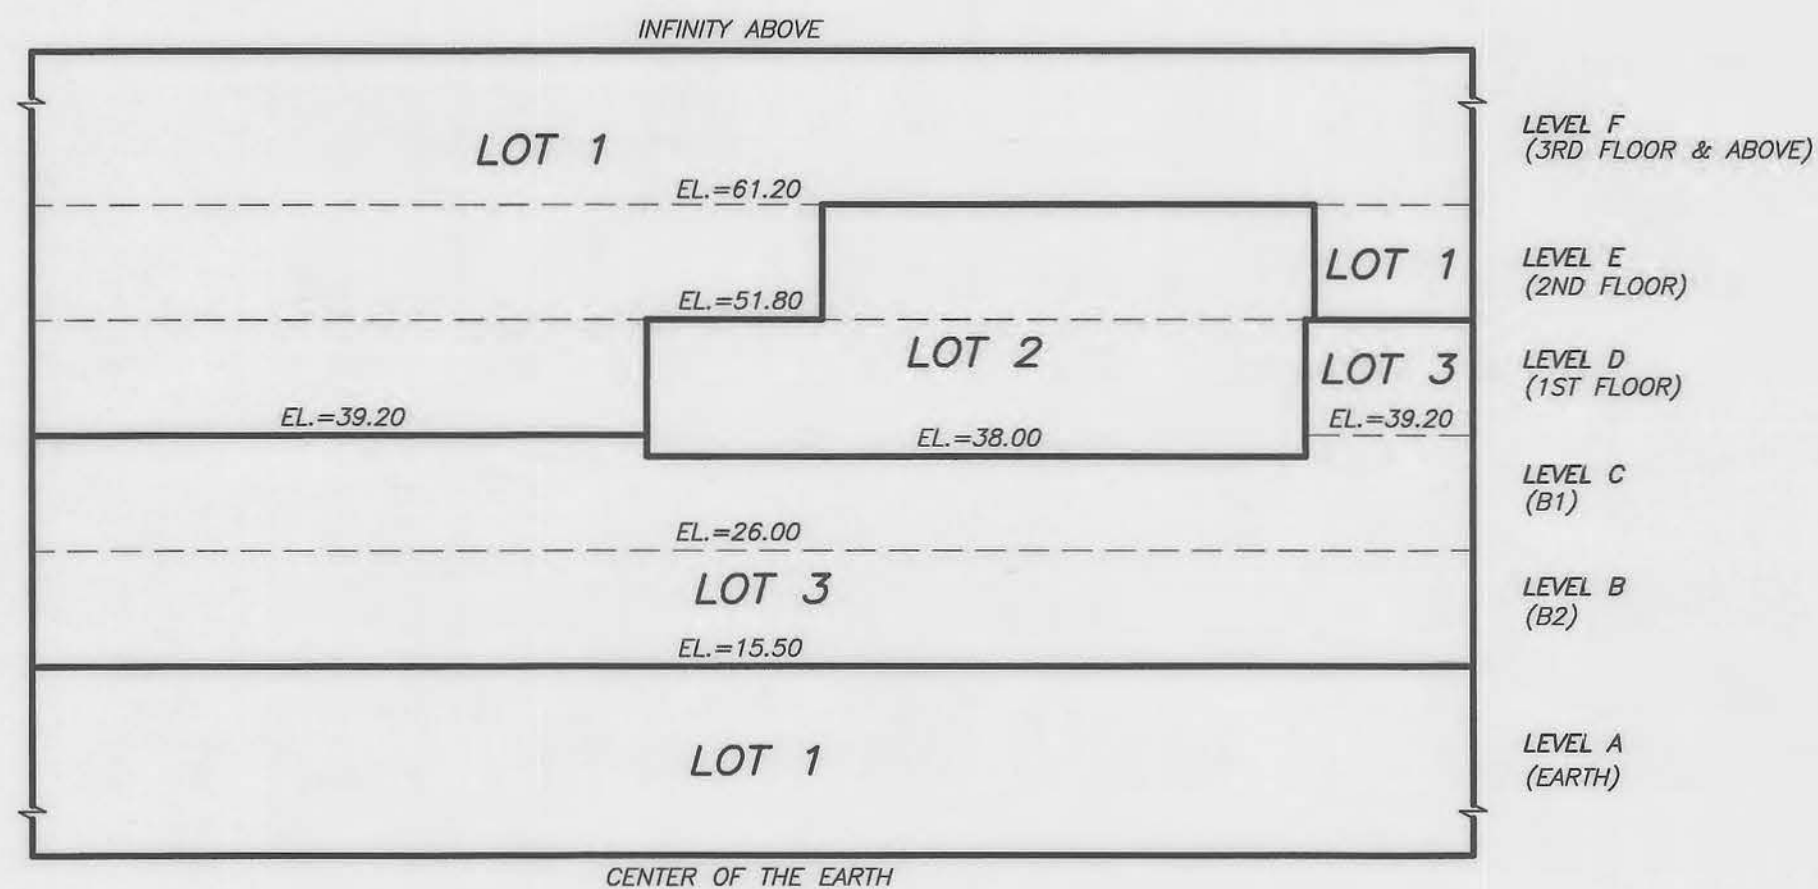 INFINITY ABOVE
LEVEL F
(3RD FLOOR & ABOVE)
LOT 1
EL.=61.20
LOT 1
LEVEL E
(2ND FLOOR)
EL.=51.80
LOT 2
LOT 3
LEVEL D
(1ST FLOOR)
EL.=39.20
EL.=38.00
EL.=39.20
LEVEL C
(B1)
EL.=26.00
LOT 3
LEVEL B
(B2)
EL.=15.50
LOT 1
LEVEL A
(EARTH)
CENTER OF THE EARTH